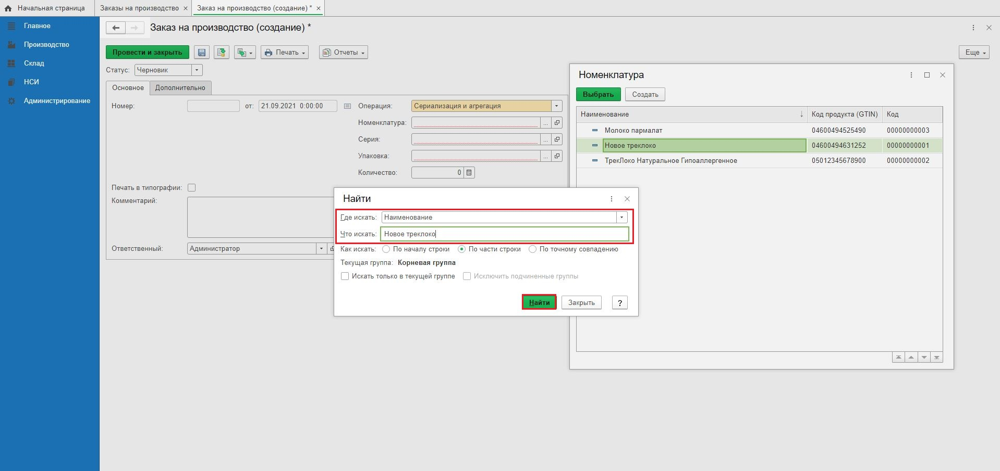 Начальная страница
Заказы на производство ×
Заказ на производство (создание) * ×
Главное
Производство
Склад
НСИ
Администрирование
Заказ на производство (создание) *
Провести и закрыть
Печать
Отчеты
Еще
Статус: Черновик
Основное
Дополнительно
Номер:
от: 21.09.2021 0:00:00
Операция: Сериализация и агрегация
Номенклатура:
...
Серия:
...
Упаковка:
...
Количество: 0
Печать в типографии:
Комментарий:
Ответственный: Администратор
Номенклатура
Выбрать
Создать
Наименование ↓ Код продукта (GTIN) Код
Молоко пармалат 04600494525490 00000000003
Новое треклоко 04600494631252 00000000001
ТрекЛоко Натуральное Гипоаллергенное 05012345678900 00000000002
Найти
Где искать: Наименование
Что искать: Новое треклоко
Как искать: По началу строки По части строки По точному совпадению
Текущая группа: Корневая группа
Искать только в текущей группе Исключить подчиненные группы
Найти Закрыть ?